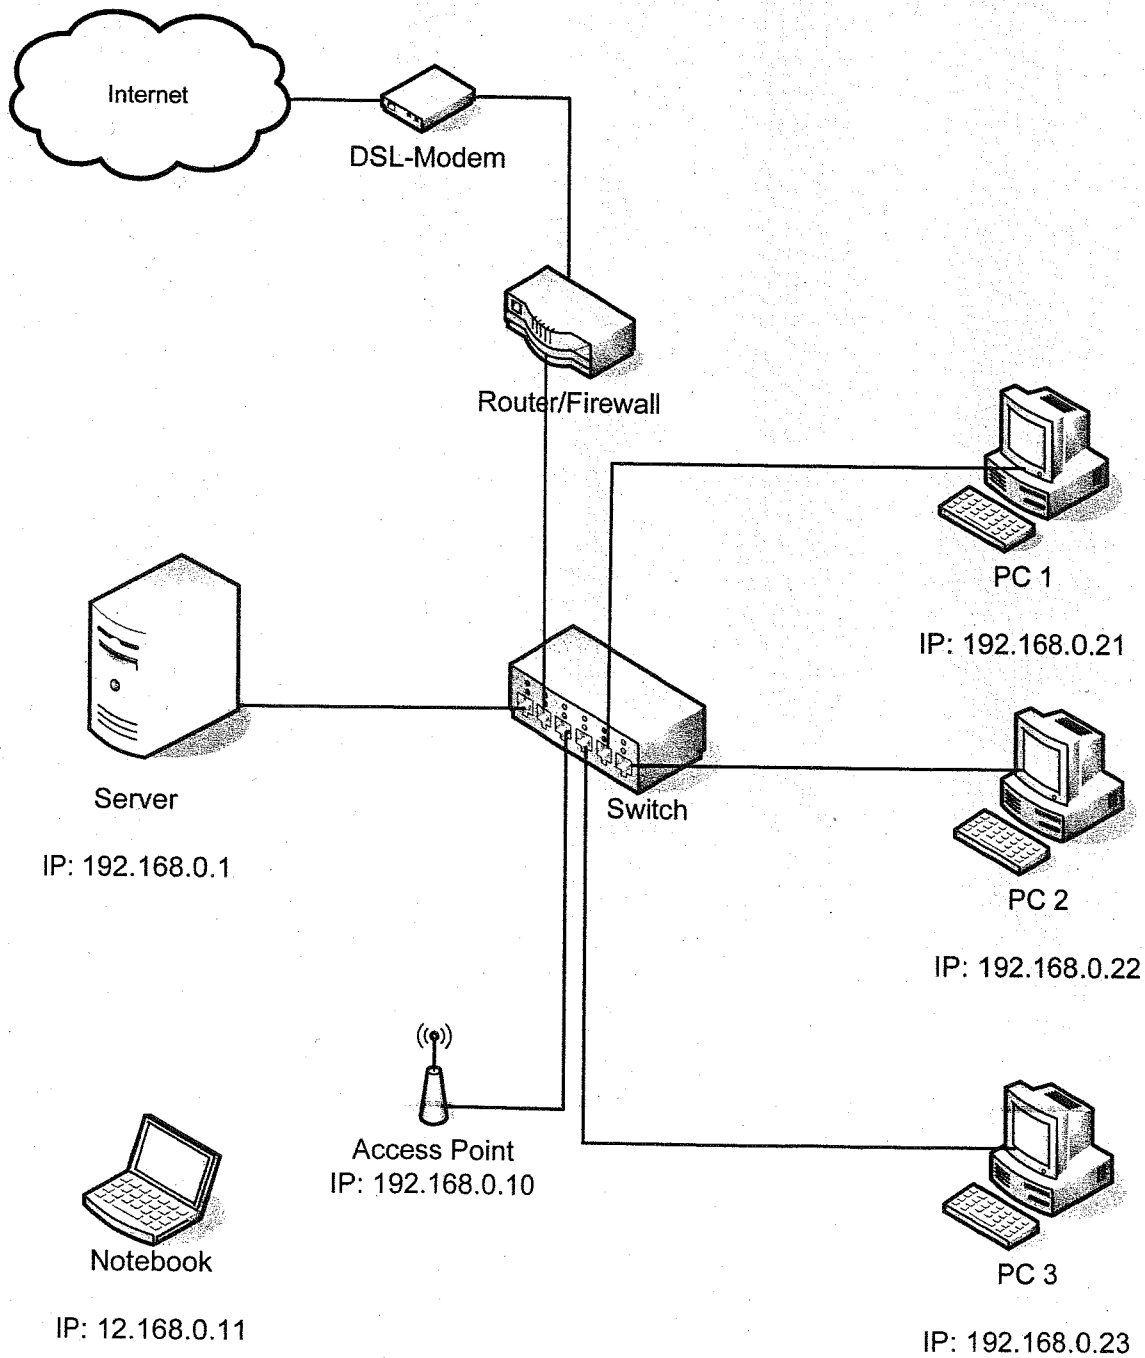 Internet
DSL-Modem
Router/Firewall
PC 1
IP: 192.168.0.21
Server
IP: 192.168.0.1
Switch
PC 2
IP: 192.168.0.22
Access Point
IP: 192.168.0.10
Notebook
IP: 12.168.0.11
PC 3
IP: 192.168.0.23